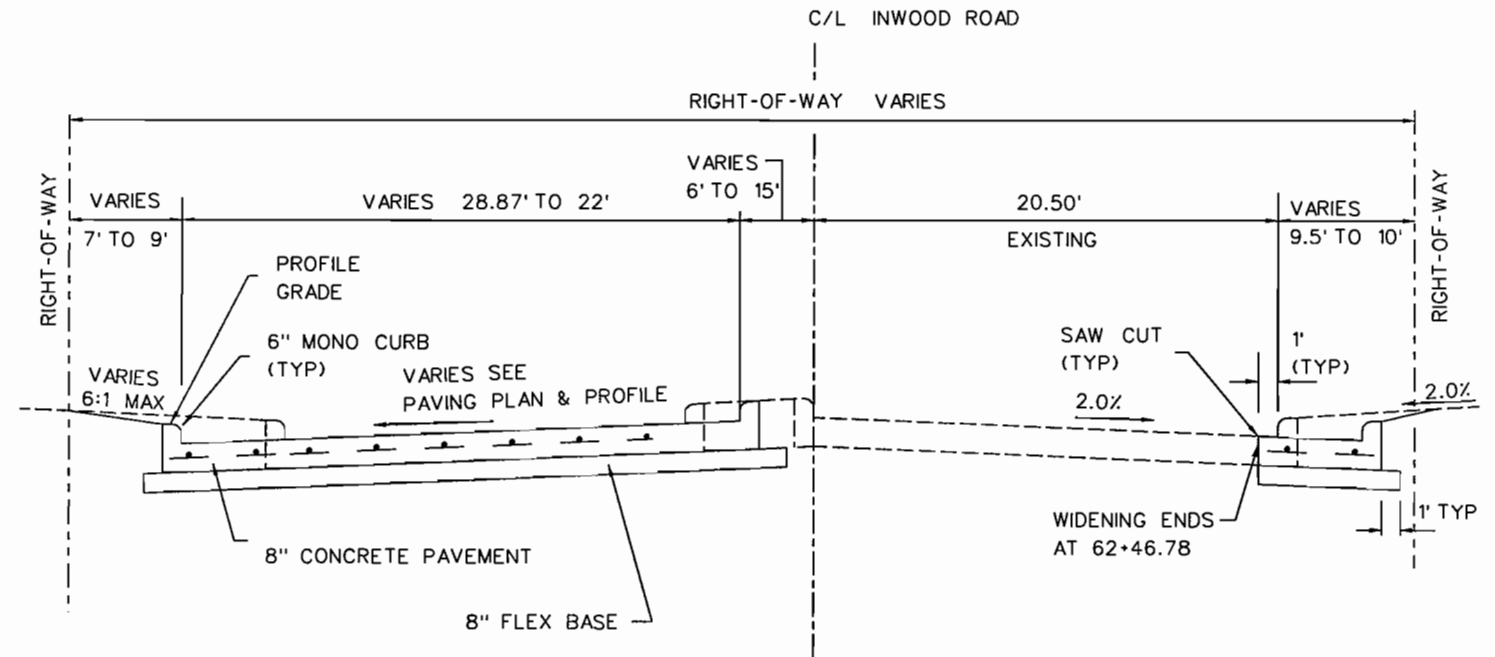 C/L INWOOD ROAD
RIGHT-OF-WAY VARIES
RIGHT-OF-WAY
VARIES
7' TO 9'
VARIES 28.87' TO 22'
VARIES
6' TO 15'
20.50'
EXISTING
VARIES
9.5' TO 10'
RIGHT-OF-WAY
PROFILE
GRADE
6" MONO CURB
(TYP)
VARIES
6:1 MAX
VARIES SEE
PAVING PLAN & PROFILE
2.0%
SAW CUT
(TYP)
1'
(TYP)
2.0%
8" CONCRETE PAVEMENT
8" FLEX BASE
WIDENING ENDS
AT 62+46.78
1' TYP